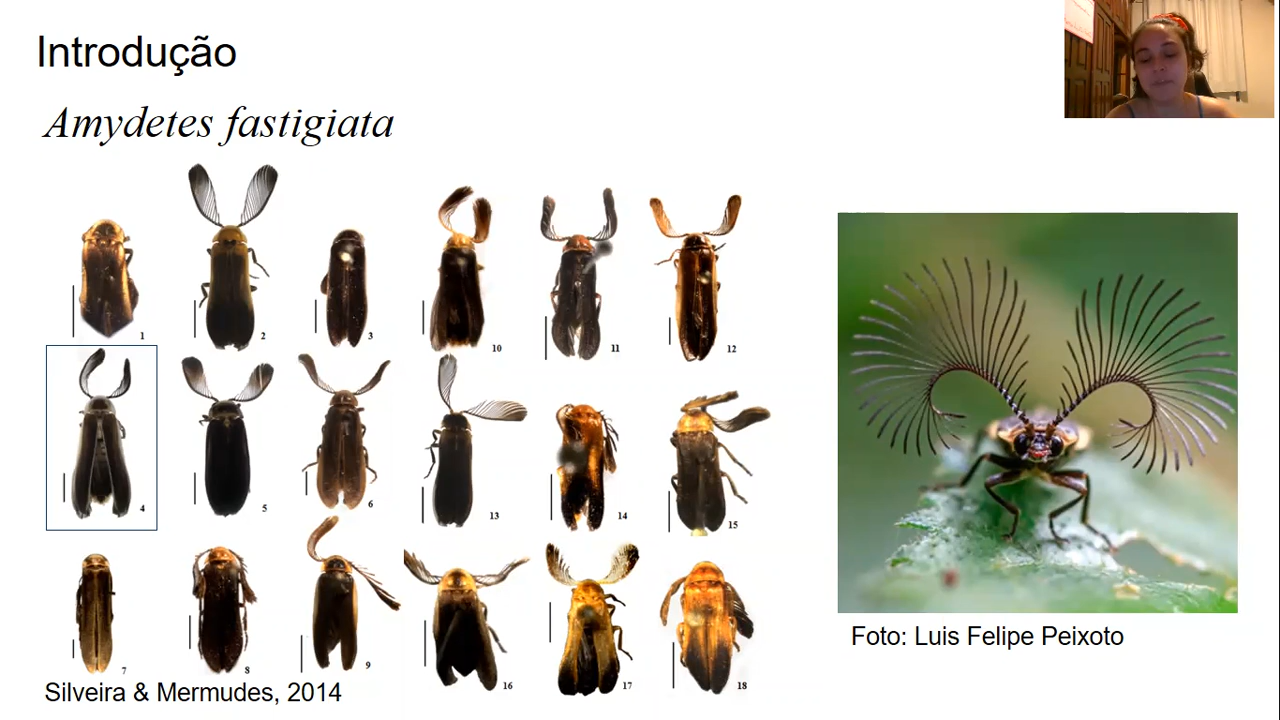 Introdução
Amydetes fastigiata
1 2 3 10 11 12
4 5 6 13 14 15
7 8 9 16 17 18
Silveira & Mermudes, 2014
Foto: Luis Felipe Peixoto